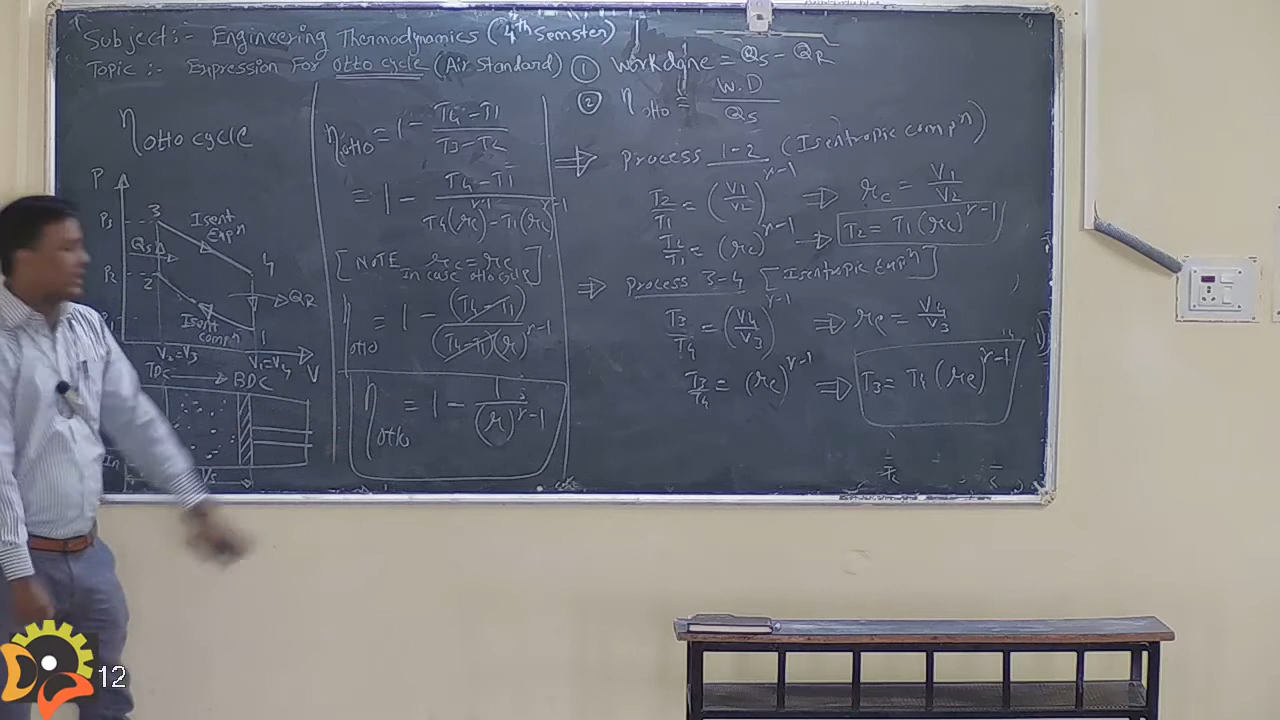 Subject:- Engineering Thermodynamics (4th Semster)
Topic:- Expression For Otto cycle (Air Standard)
① Workdone = QS - QR
② η otto = W.D / QS
η otto cycle
P
P3
3
Isent Expn
QS
P2
2
4
QR
Isent compn
1
V2=V3
V1=V4
V
TDC
BDC
Vs
η otto = 1 - (T4-T1) / (T3-T2)
= 1 - (T4-T1) / (T4(rc)^γ-1 - T1(rc)^γ-1)
[NOTE rc = re
In case otto cycle]
η otto = 1 - (T4-T1) / (T4-T1)(r)^γ-1
η otto = 1 - 1 / (r)^γ-1
⇒ Process 1-2 (Isentropic compn)
T2/T1 = (V1/V2)^γ-1 ⇒ rc = V1/V2
T2/T1 = (rc)^γ-1 → T2 = T1(rc)^γ-1
⇒ Process 3-4 [Isentropic Expn]
T3/T4 = (V4/V3)^γ-1 ⇒ re = V4/V3
T3/T4 = (re)^γ-1 ⇒ T3 = T4(re)^γ-1
12